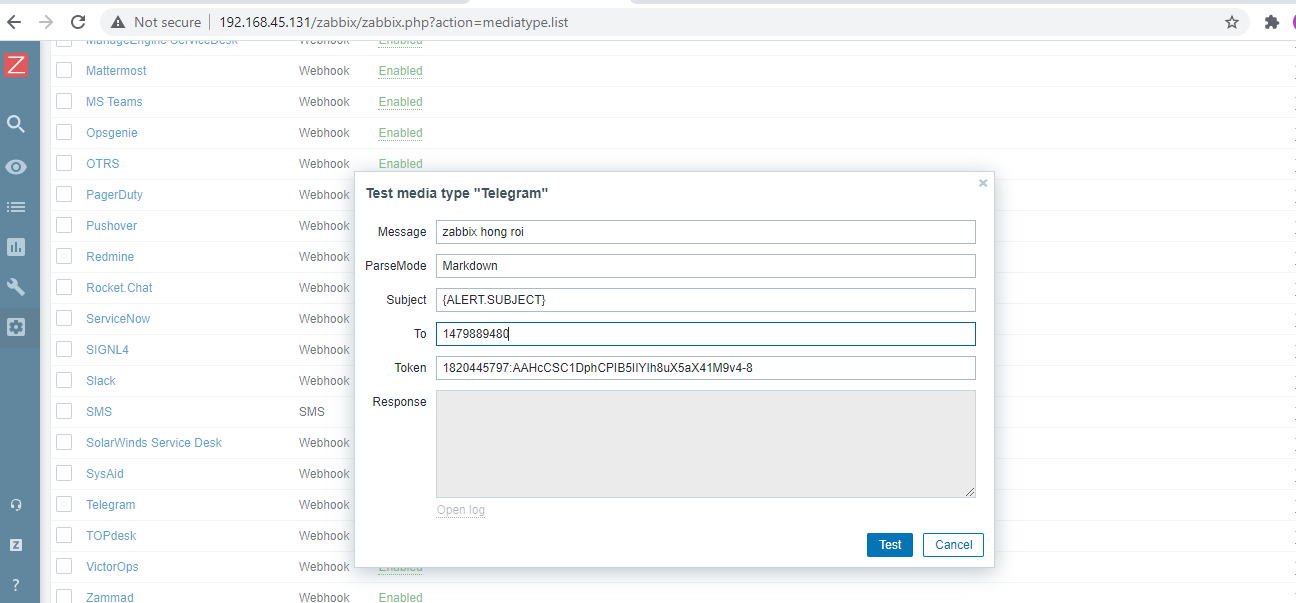 Not secure | 192.168.45.131/zabbix/zabbix.php?action=mediatype.list
Z
ManageEngine ServiceDesk Webhook Enabled
Mattermost Webhook Enabled
MS Teams Webhook Enabled
Opsgenie Webhook Enabled
OTRS Webhook Enabled
PagerDuty Webhook
Pushover Webhook
Redmine Webhook
Rocket.Chat Webhook
ServiceNow Webhook
SIGNL4 Webhook
Slack Webhook
SMS SMS
SolarWinds Service Desk Webhook
SysAid Webhook
Telegram Webhook
TOPdesk Webhook
VictorOps Webhook Enabled
Zammad Webhook Enabled
Z
?
Test media type "Telegram"
Message zabbix hong roi
ParseMode Markdown
Subject {ALERT.SUBJECT}
To 1479889480
Token 1820445797:AAHcCSC1DphCPIB5IIYIh8uX5aX41M9v4-8
Response
Open log
Test Cancel